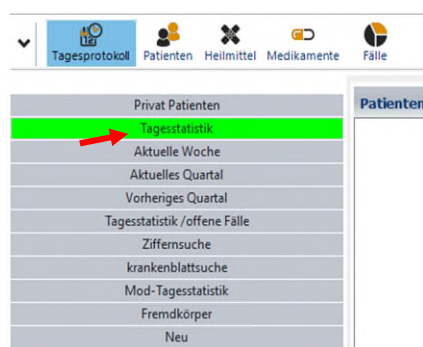 Tagesprotokoll Patienten Heilmittel Medikamente Fälle
Privat Patienten
Patienten
Tagesstatistik
Aktuelle Woche
Aktuelles Quartal
Vorheriges Quartal
Tagesstatistik /offene Fälle
Ziffernsuche
krankenblattsuche
Mod-Tagesstatistik
Fremdkörper
Neu